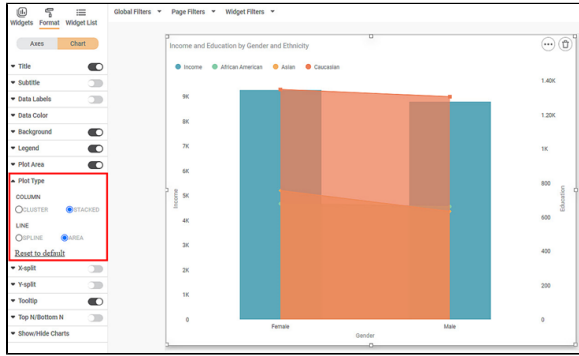 Widgets Format Widget List
Global Filters Page Filters Widget Filters
Axes Chart
Title
Subtitle
Data Labels
Data Color
Background
Legend
Plot Area
Plot Type
COLUMN
CLUSTER STACKED
LINE
SPLINE AREA
Reset to default
X-split
Y-split
Tooltip
Top N/Bottom N
Show/Hide Charts
Income and Education by Gender and Ethnicity
Income African American Asian Caucasian
9K
8K
7K
6K
5K
4K
3K
2K
1K
0
Income
1.40K
1.20K
1K
800
600
400
200
0
Education
Female Male
Gender